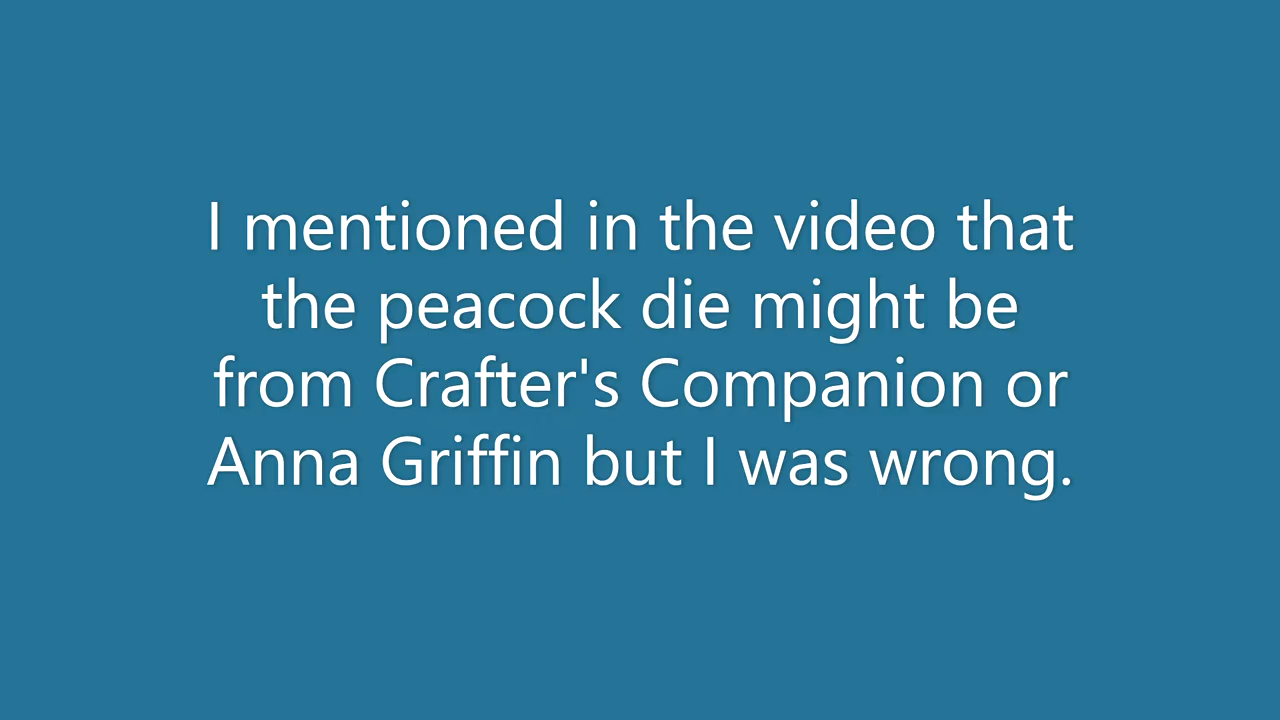 I mentioned in the video that
the peacock die might be
from Crafter's Companion or
Anna Griffin but I was wrong.